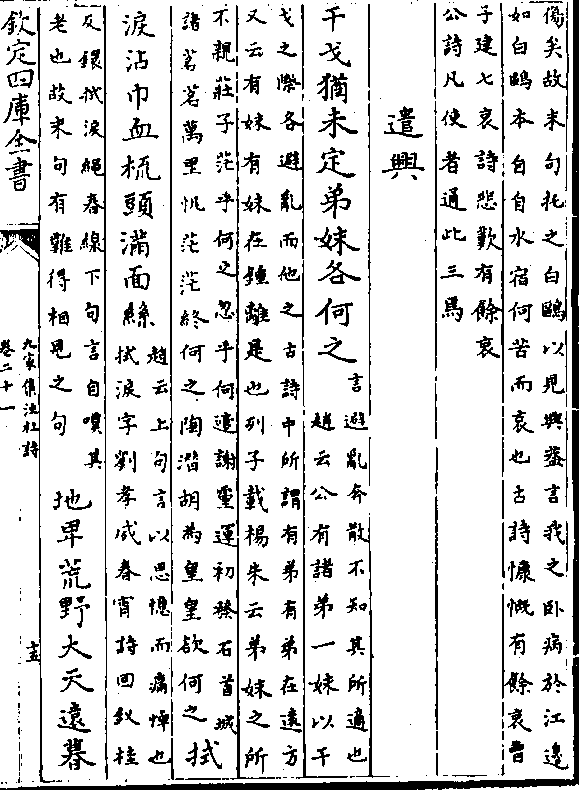 傷矣故末句托之白鷗以見興蓋言我之卧病於江邊
如白鷗本自自水宿何苦而哀也古詩慷慨有餘哀曹
子建七哀詩悲歎有餘哀
公詩凡使者通此三焉
遣興
干戈猶未定弟妹各何之
言避亂奔散不知其所適也
趙云公有諸弟一妹以干
戈之際各避亂而他之古詩中所謂有弟有弟在遠方
又云有妹有妹在鍾離是也列子載楊朱云弟妹之所
不親莊子茫乎何之忽乎何適謝靈運初發石首城
諸茗茗萬里帆茫茫終何之陶潛胡為皇皇欲何之
拭
淚沾巾血梳頭滿面絲
趙云上句言以思憶而痛悼也
拭淚字劉孝威春宵詩回釵挂
反鐶拭淚繩春線下句言自嘆其
老也故末句有難得相見之句
地卑荒野大天遠暮
欽定四庫全書
九家集注杜詩
卷二十一
十五